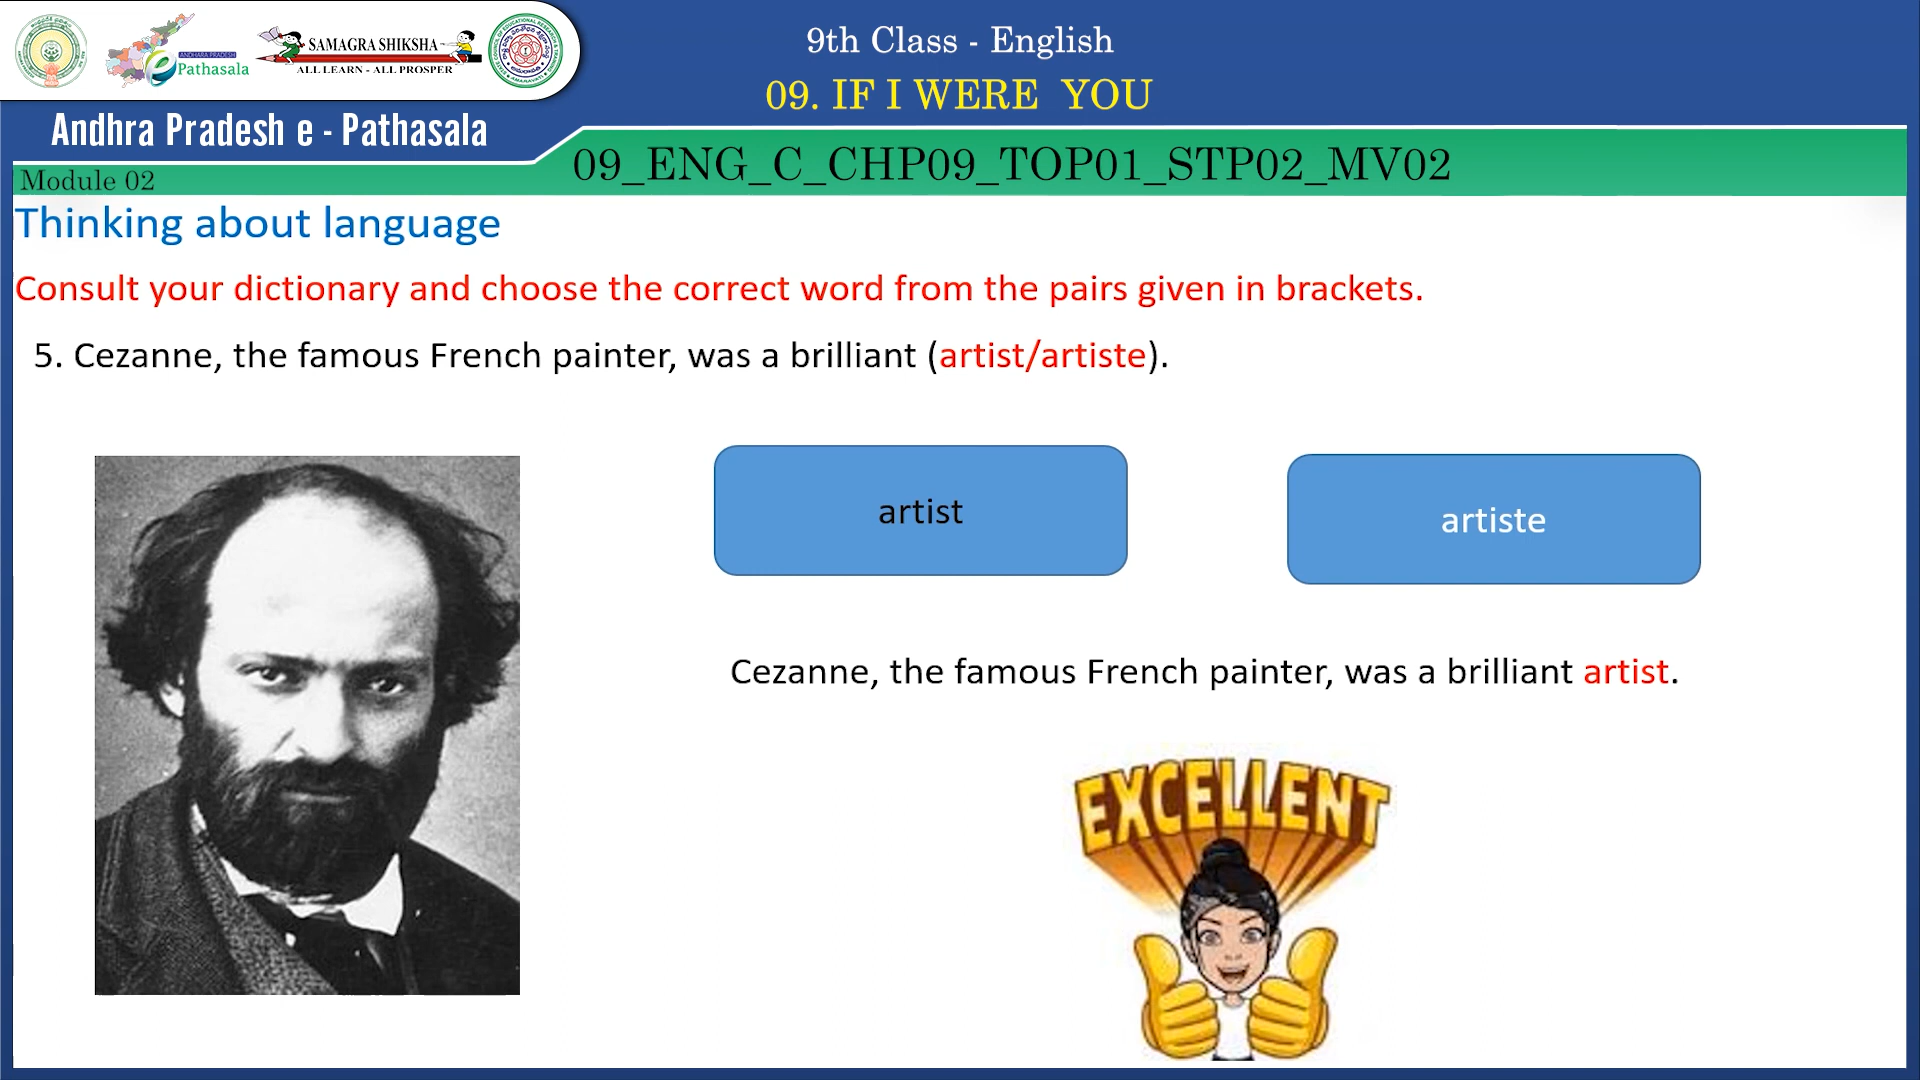 ANDHRA PRADESH
e Pathasala
SAMAGRA SHIKSHA
ALL LEARN - ALL PROSPER
Andhra Pradesh e - Pathasala
9th Class - English
09. IF I WERE YOU
09_ENG_C_CHP09_TOP01_STP02_MV02
Module 02
Thinking about language
Consult your dictionary and choose the correct word from the pairs given in brackets.
5. Cezanne, the famous French painter, was a brilliant (artist/artiste).
artist
artiste
Cezanne, the famous French painter, was a brilliant artist.
EXCELLENT